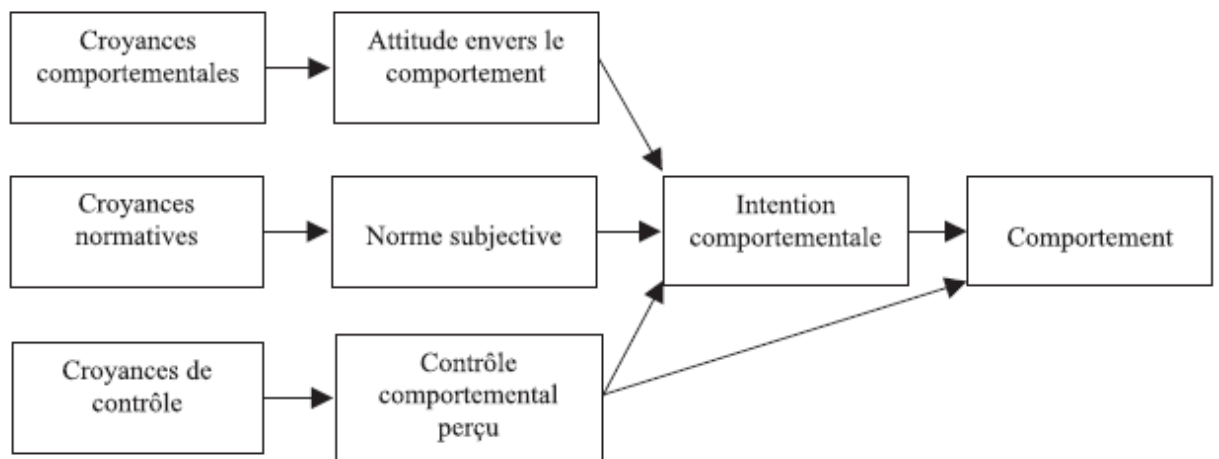 Croyances
comportementales
Attitude envers le
comportement
Croyances
normatives
Norme subjective
Intention
comportementale
Comportement
Croyances de
contrôle
Contrôle
comportemental
perçu